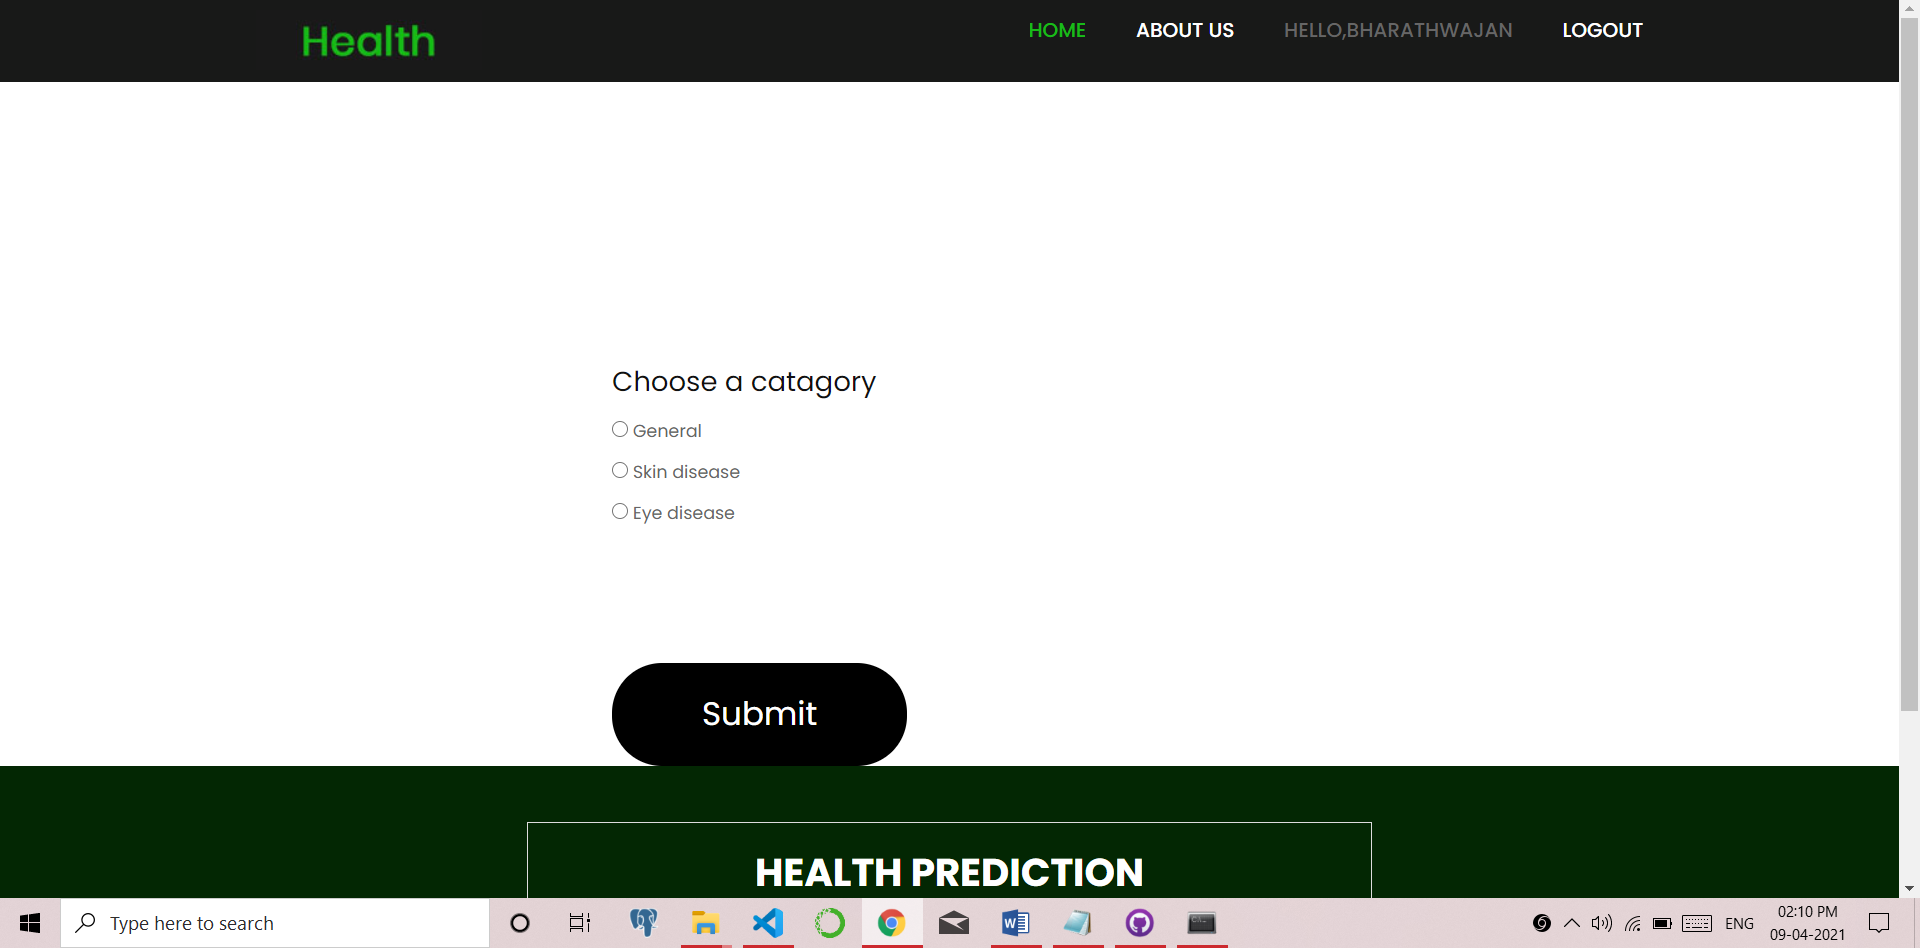 Health
HOME ABOUT US HELLO,BHARATHWAJAN LOGOUT
Choose a catagory
General
Skin disease
Eye disease
Submit
HEALTH PREDICTION
Type here to search
ENG
02:10 PM
09-04-2021